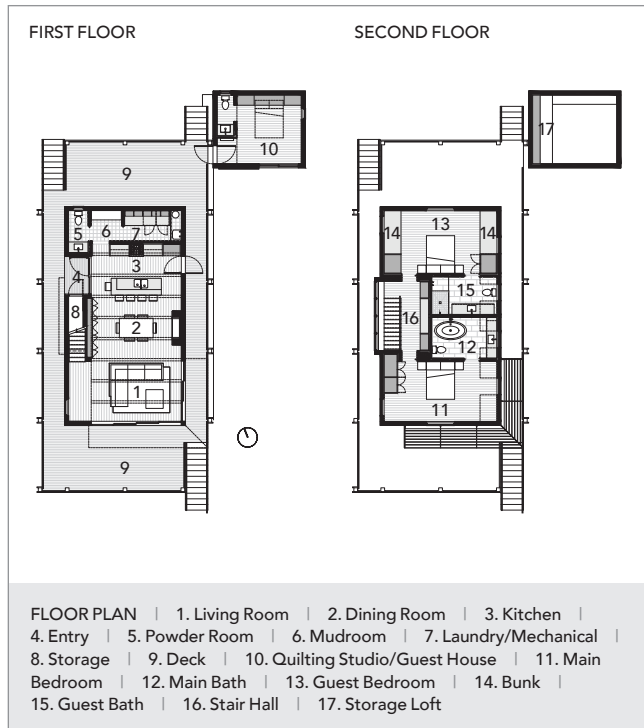 FIRST FLOOR
SECOND FLOOR
10
17
9
5
6
7
3
4
8
2
1
9
14
13
14
15
16
12
11
FLOOR PLAN | 1. Living Room | 2. Dining Room | 3. Kitchen |
4. Entry | 5. Powder Room | 6. Mudroom | 7. Laundry/Mechanical |
8. Storage | 9. Deck | 10. Quilting Studio/Guest House | 11. Main
Bedroom | 12. Main Bath | 13. Guest Bedroom | 14. Bunk |
15. Guest Bath | 16. Stair Hall | 17. Storage Loft